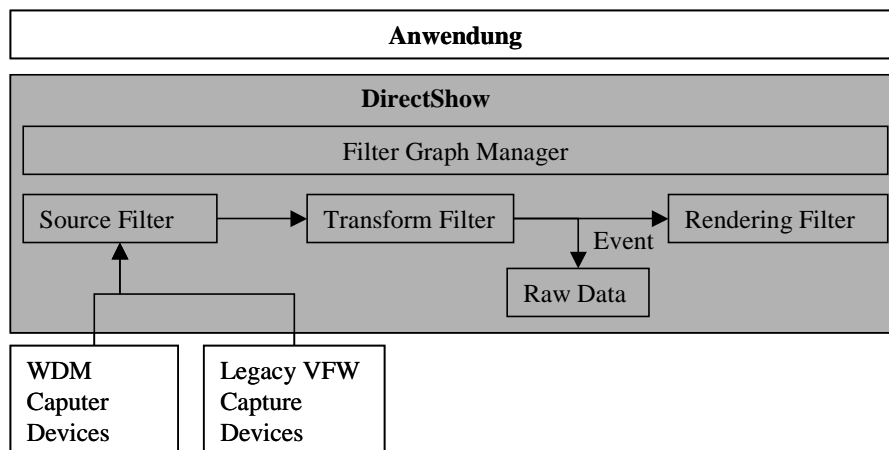 Anwendung
DirectShow
Filter Graph Manager
Source Filter
Transform Filter
Rendering Filter
Event
Raw Data
WDM
Caputer
Devices
Legacy VFW
Capture
Devices